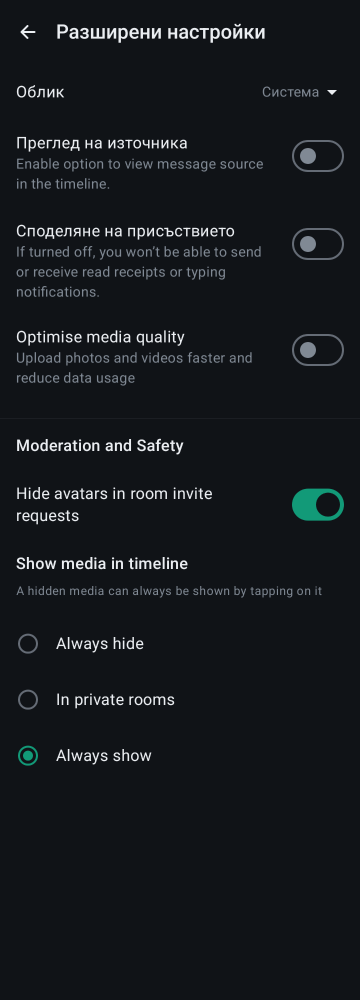 Разширени настройки
Облик
Система
Преглед на източника
Enable option to view message source
in the timeline.
Споделяне на присъствието
If turned off, you won't be able to send
or receive read receipts or typing
notifications.
Optimise media quality
Upload photos and videos faster and
reduce data usage
Moderation and Safety
Hide avatars in room invite
requests
Show media in timeline
A hidden media can always be shown by tapping on it
Always hide
In private rooms
Always show